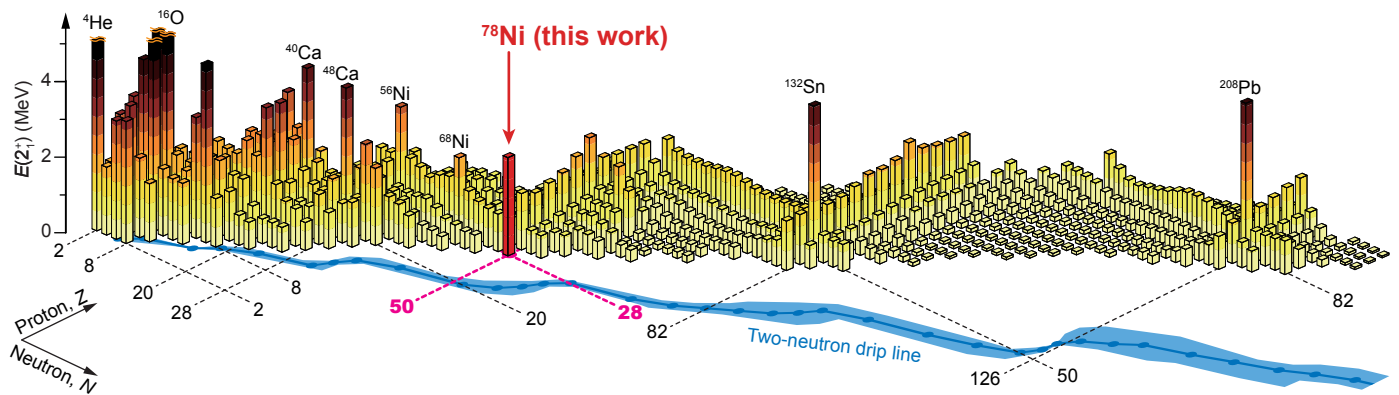 ⁴He
¹⁶O
⁴⁰Ca
⁴⁸Ca
⁵⁶Ni
⁶⁸Ni
⁷⁸Ni (this work)
¹³²Sn
²⁰⁸Pb
E(2⁺₁) (MeV)
4
2
0
2
8
20
28
2
8
50
20
28
82
126
50
82
Proton, Z
Neutron, N
Two-neutron drip line